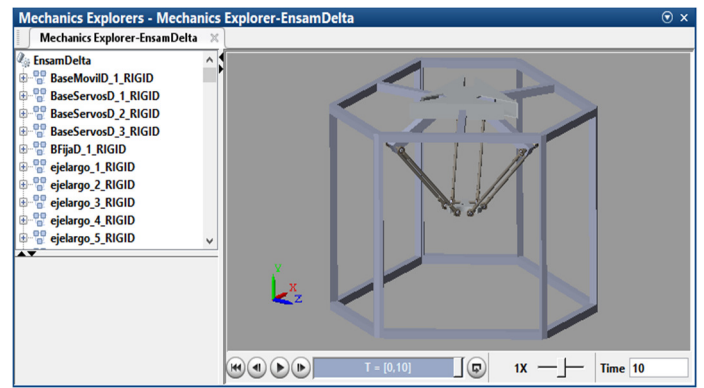 Mechanics Explorers - Mechanics Explorer-EnsamDelta
Mechanics Explorer-EnsamDelta
EnsamDelta
BaseMovilD_1_RIGID
BaseServosD_1_RIGID
BaseServosD_2_RIGID
BaseServosD_3_RIGID
BFijaD_1_RIGID
ejelargo_1_RIGID
ejelargo_2_RIGID
ejelargo_3_RIGID
ejelargo_4_RIGID
ejelargo_5_RIGID
Y
X
Z
T = [0,10]
1X
Time 10